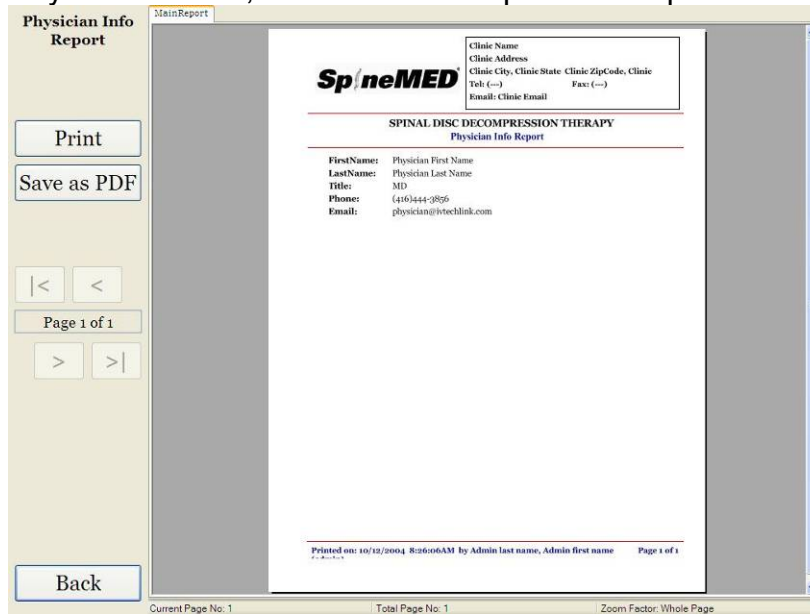 Physician Info
Report
Print
Save as PDF
|<
<
Page 1 of 1
>
>|
Back
MainReport
SpineMED
Clinic Name
Clinic Address
Clinic City, Clinic State Clinic ZipCode, Clinic
Tel: (---) Fax: (---)
Email: Clinic Email
SPINAL DISC DECOMPRESSION THERAPY
Physician Info Report
FirstName: Physician First Name
LastName: Physician Last Name
Title: MD
Phone: (416)444-3856
Email: physician@ivtechlink.com
Printed on: 10/12/2004 8:26:06AM by Admin last name, Admin first name Page 1 of 1
Current Page No: 1 Total Page No: 1 Zoom Factor: Whole Page